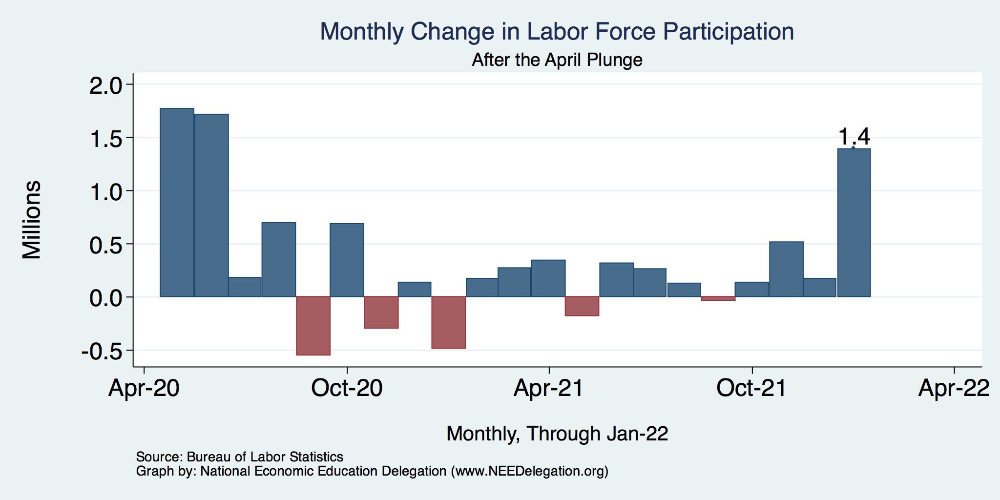 Monthly Change in Labor Force Participation
After the April Plunge
Millions
2.0
1.5
1.0
0.5
0.0
-0.5
1.4
Apr-20 Oct-20 Apr-21 Oct-21 Apr-22
Monthly, Through Jan-22
Source: Bureau of Labor Statistics
Graph by: National Economic Education Delegation (www.NEEDelegation.org)